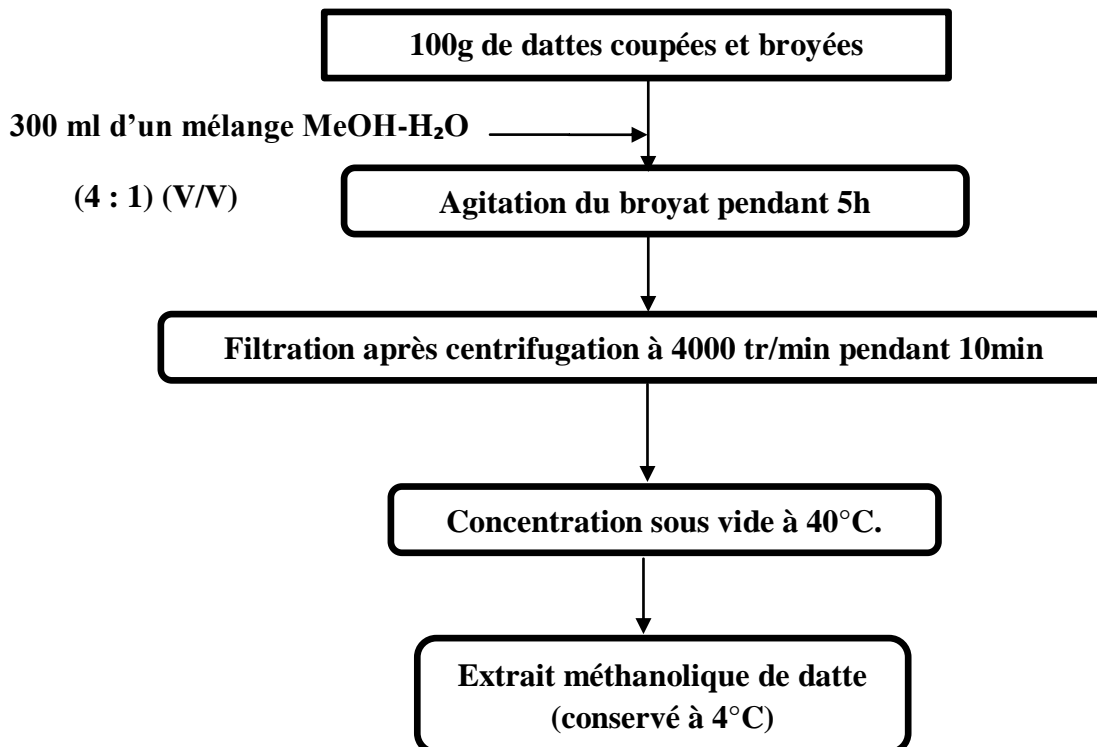 100g de dattes coupées et broyées
300 ml d’un mélange MeOH-H₂O
(4 : 1) (V/V)
Agitation du broyat pendant 5h
Filtration après centrifugation à 4000 tr/min pendant 10min
Concentration sous vide à 40°C.
Extrait méthanolique de datte
(conservé à 4°C)